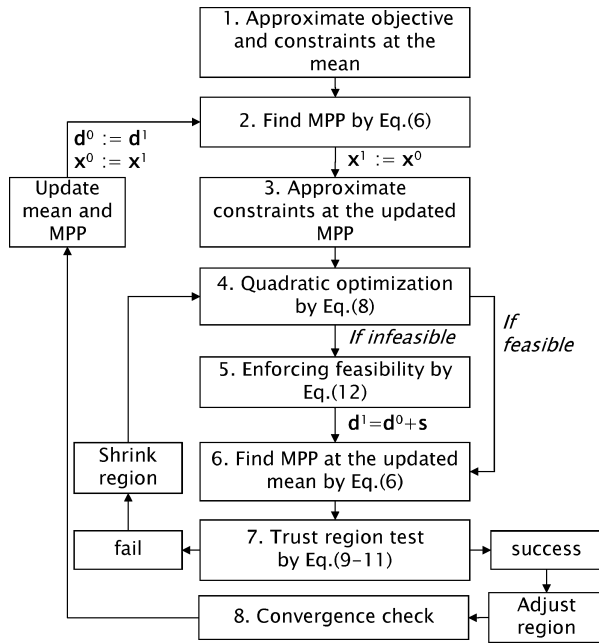 1. Approximate objective
and constraints at the
mean
d⁰ := d¹
x⁰ := x¹
2. Find MPP by Eq.(6)
x¹ := x⁰
Update
mean and
MPP
3. Approximate
constraints at the updated
MPP
4. Quadratic optimization
by Eq.(8)
If infeasible
If
feasible
5. Enforcing feasibility by
Eq.(12)
d¹=d⁰+s
Shrink
region
6. Find MPP at the updated
mean by Eq.(6)
fail
7. Trust region test
by Eq.(9-11)
success
8. Convergence check
Adjust
region